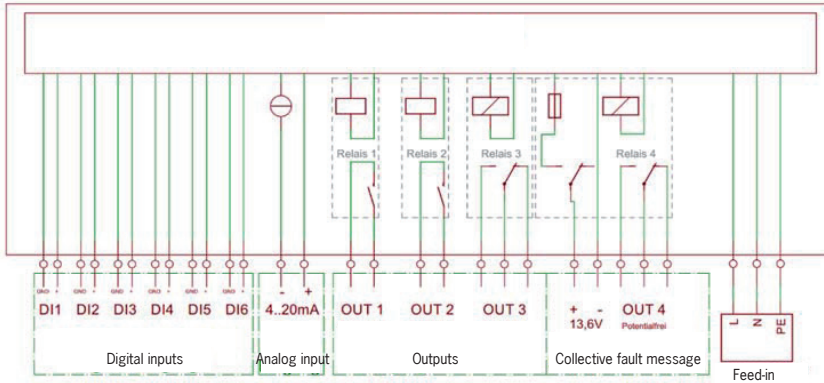 Relais 1
Relais 2
Relais 3
Relais 4
GND + GND + GND + GND + GND + GND + - +
DI1 DI2 DI3 DI4 DI5 DI6 4..20mA OUT 1 OUT 2 OUT 3 + - OUT 4
13,6V Potentialfrei
L N PE
Digital inputs Analog input Outputs Collective fault message
Feed-in